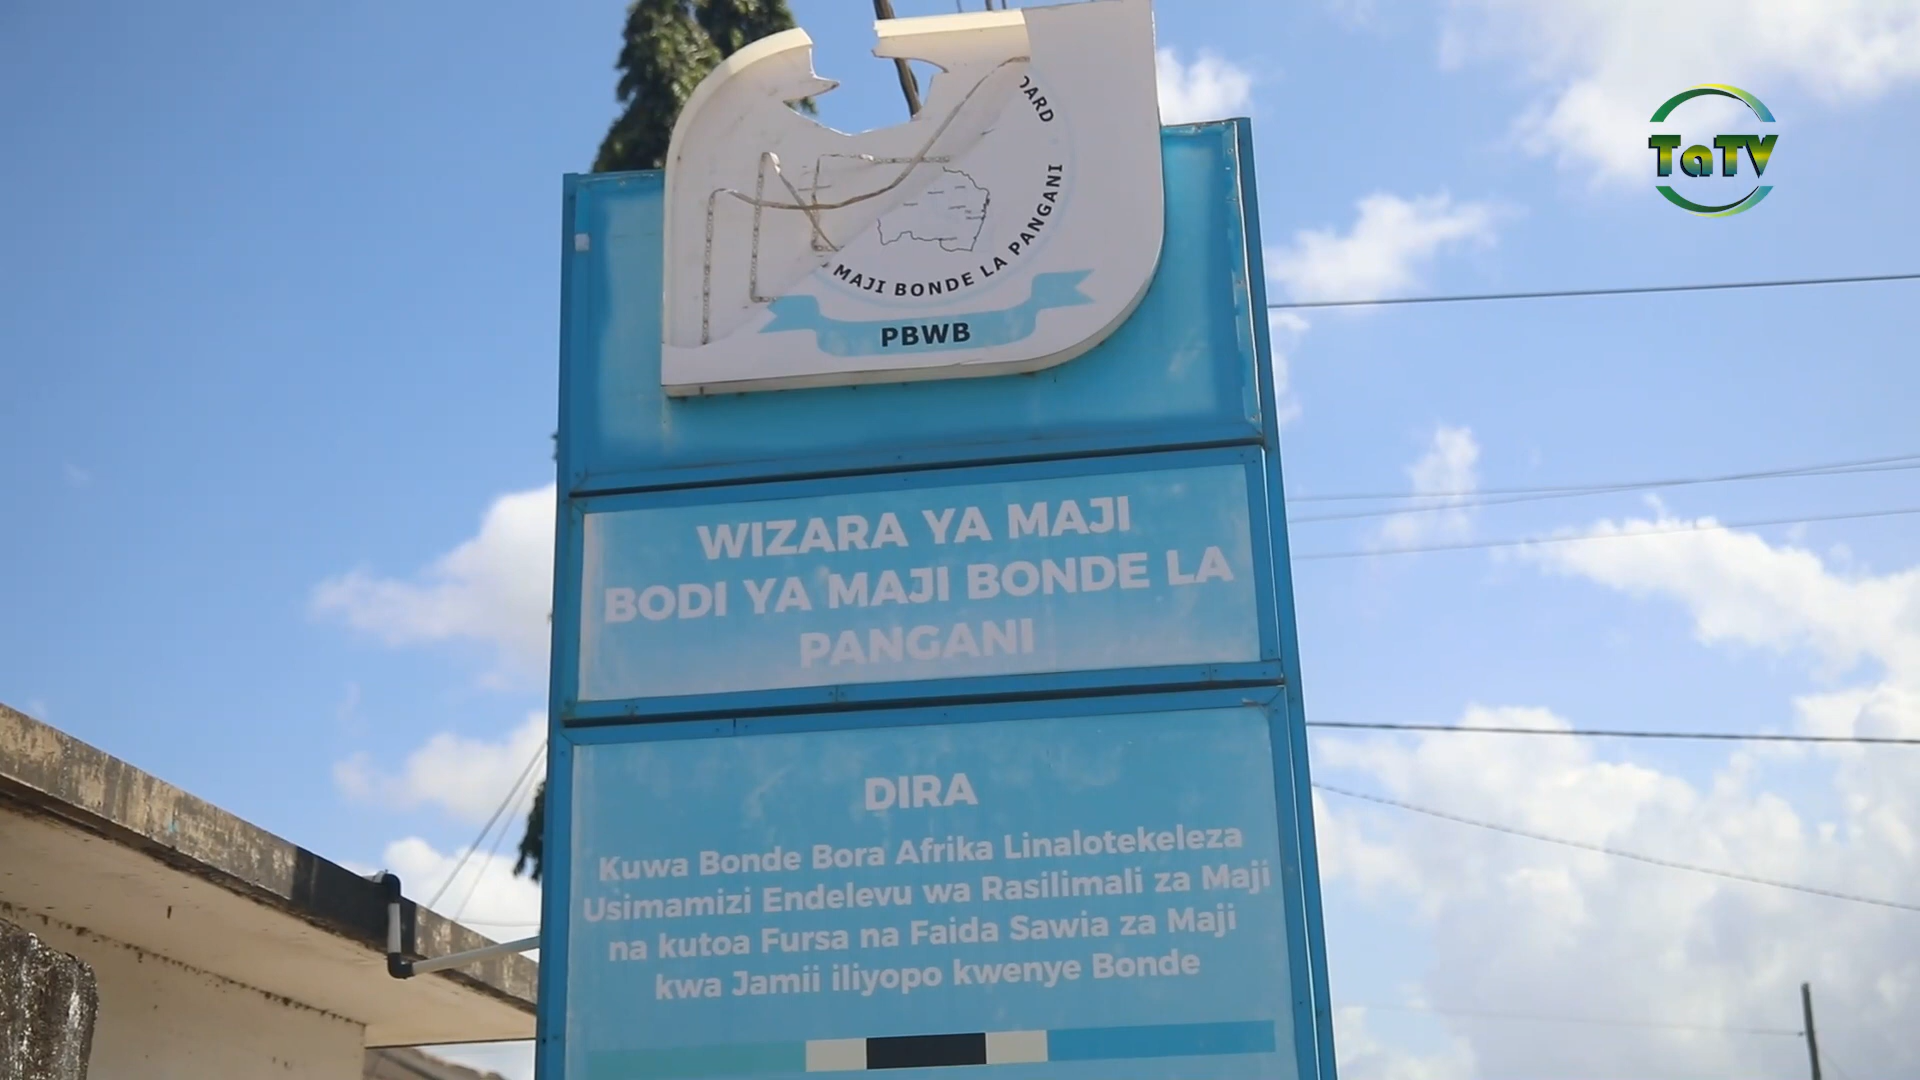 TaTV
MAJI BONDE LA PANGANI
PBWB
WIZARA YA MAJI
BODI YA MAJI BONDE LA
PANGANI
DIRA
Kuwa Bonde Bora Afrika Linalotekeleza
Usimamizi Endelevu wa Rasilimali za Maji
na kutoa Fursa na Faida Sawia za Maji
kwa Jamii iliyopo kwenye Bonde